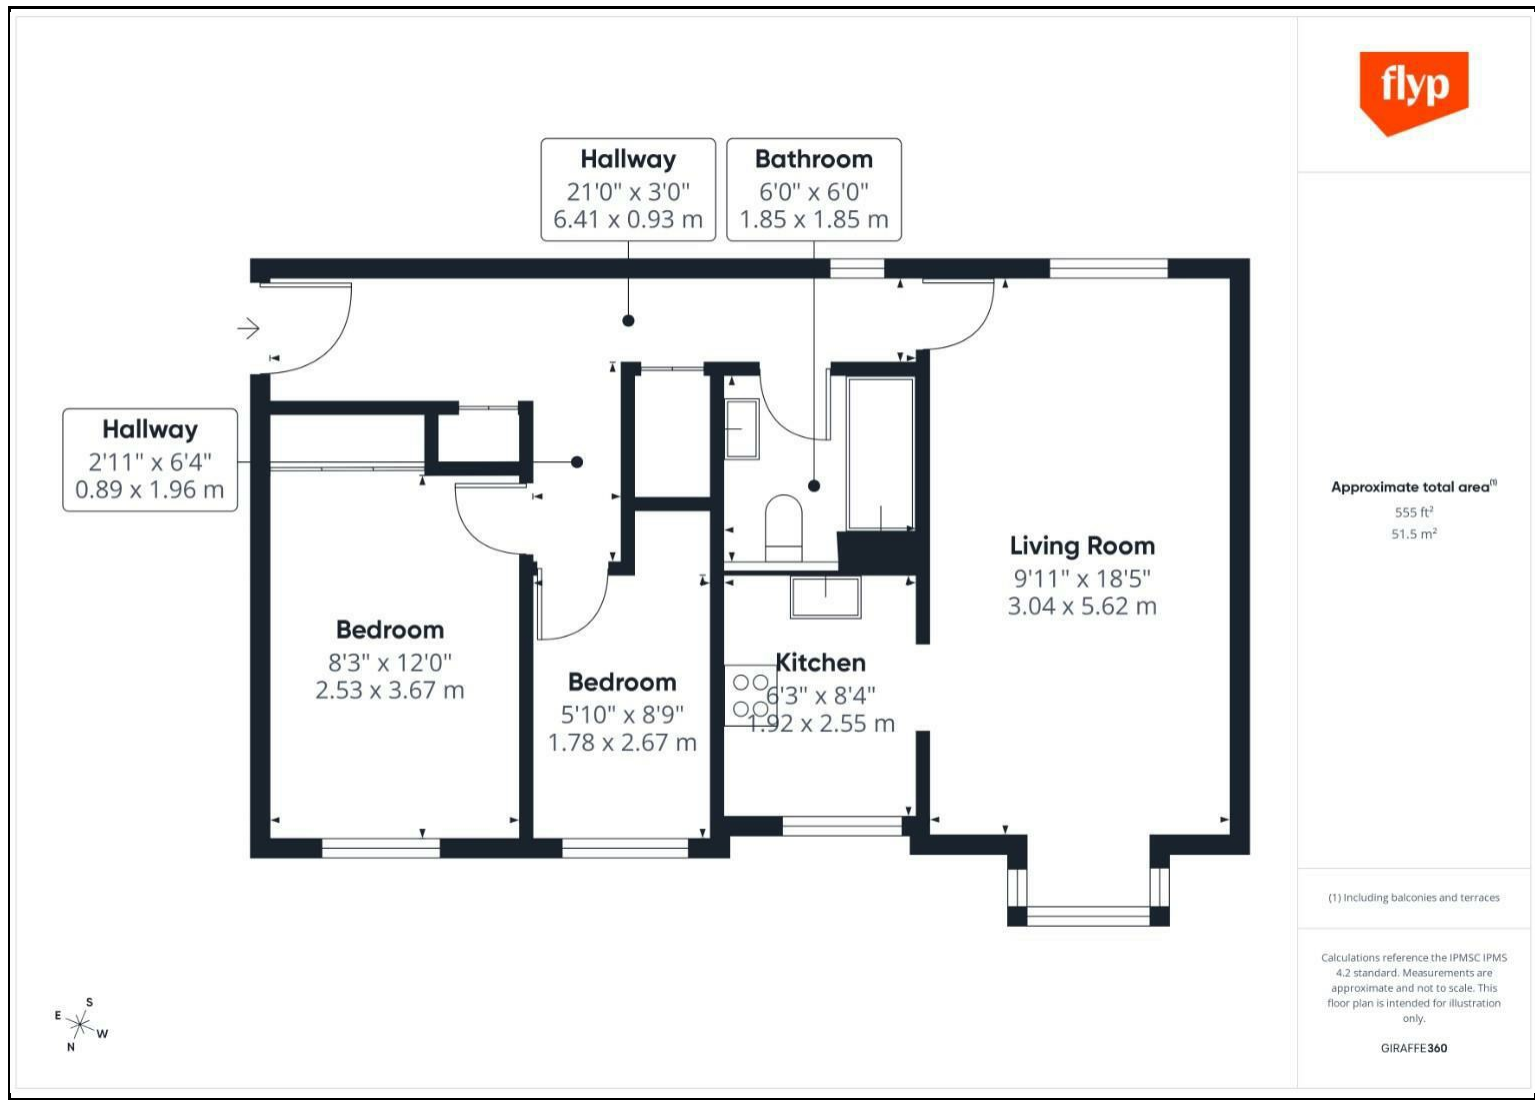 flyp
Hallway
21'0" x 3'0"
6.41 x 0.93 m
Bathroom
6'0" x 6'0"
1.85 x 1.85 m
Hallway
2'11" x 6'4"
0.89 x 1.96 m
Bedroom
8'3" x 12'0"
2.53 x 3.67 m
Bedroom
5'10" x 8'9"
1.78 x 2.67 m
Kitchen
6'3" x 8'4"
1.92 x 2.55 m
Living Room
9'11" x 18'5"
3.04 x 5.62 m
Approximate total area(1)
555 ft²
51.5 m²
(1) Including balconies and terraces
Calculations reference the IPMSC IPMS
4.2 standard. Measurements are
approximate and not to scale. This
floor plan is intended for illustration
only.
GIRAFFE360
S
E
W
N